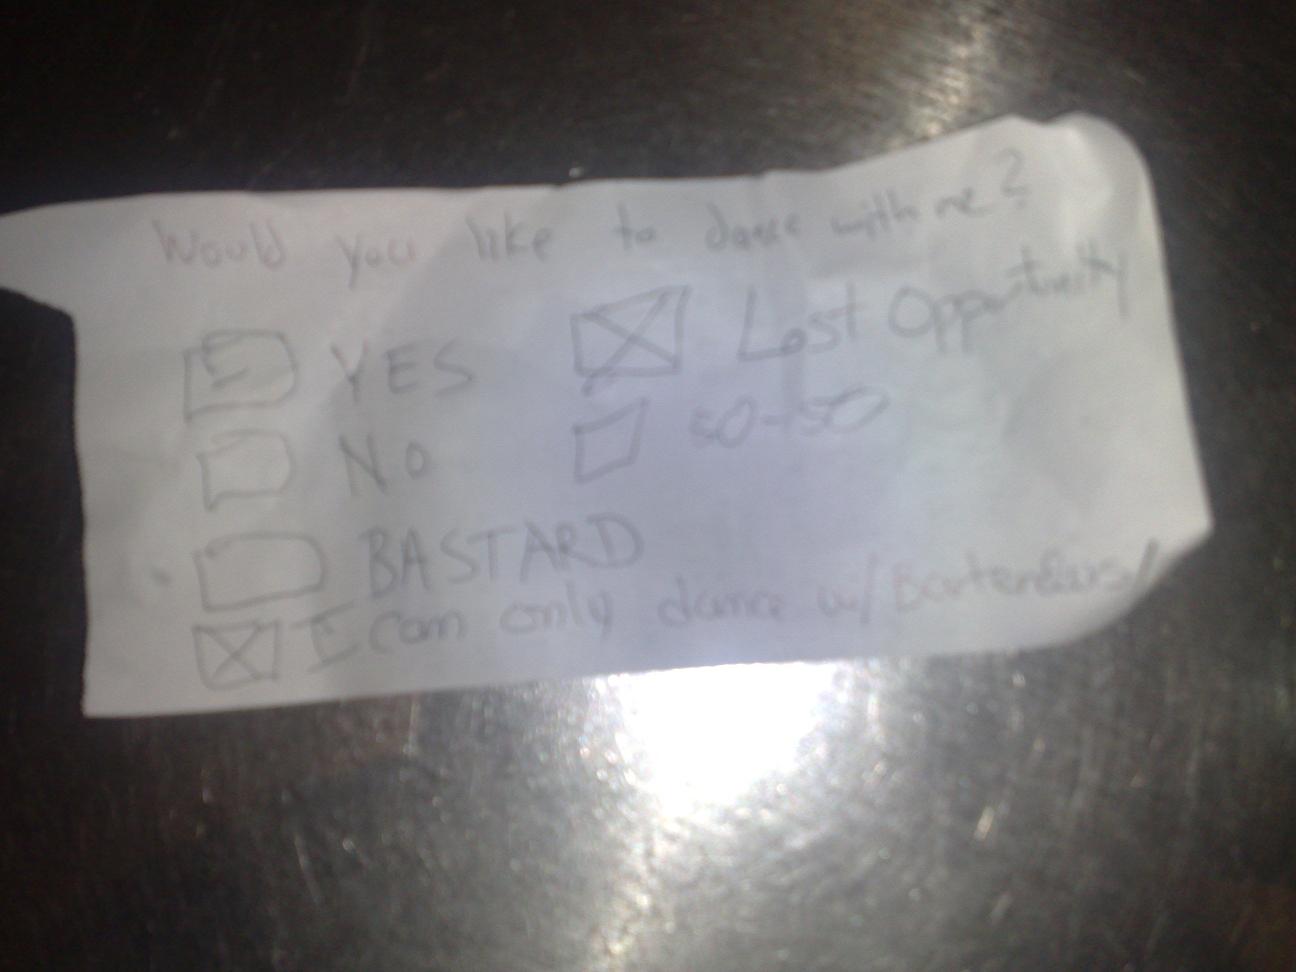 Would you like to dance with me?
YES
Lost Opportunity
NO
50-50
BASTARD
I can only dance w/ Bartenders!